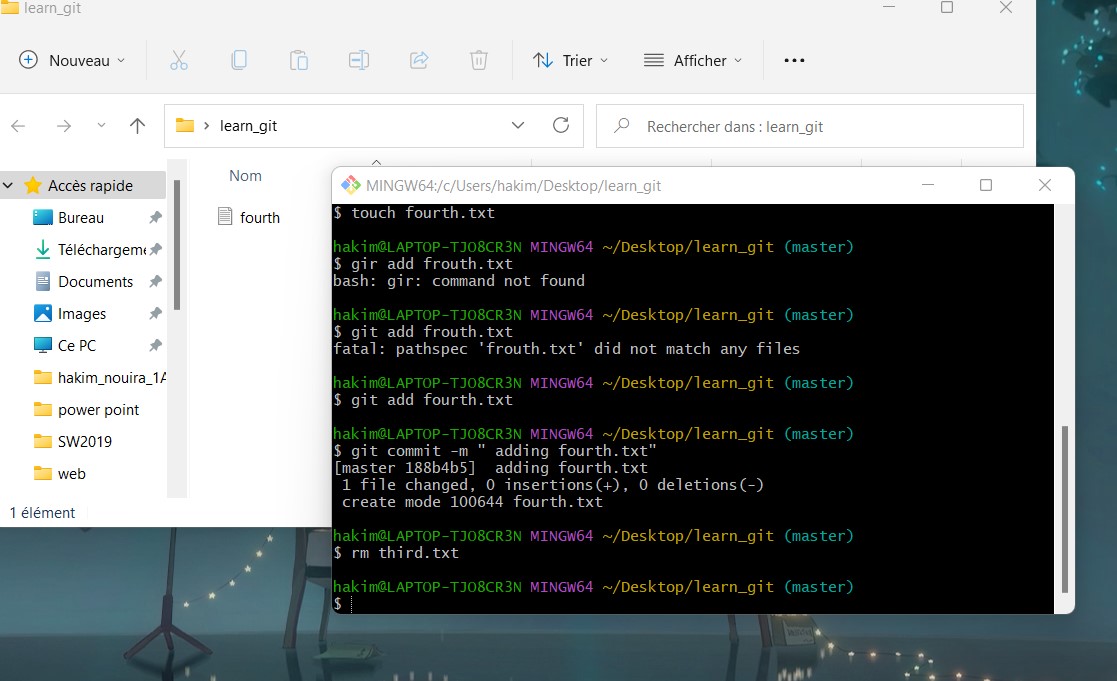 learn_git
Nouveau
Trier
Afficher
learn_git
Rechercher dans : learn_git
Accès rapide
Bureau
Téléchargeme
Documents
Images
Ce PC
hakim_nouira_1A
power point
SW2019
web
1 élément
Nom
fourth
MINGW64:/c/Users/hakim/Desktop/learn_git
$ touch fourth.txt
hakim@LAPTOP-TJO8CR3N MINGW64 ~/Desktop/learn_git (master)
$ gir add frouth.txt
bash: gir: command not found
hakim@LAPTOP-TJO8CR3N MINGW64 ~/Desktop/learn_git (master)
$ git add frouth.txt
fatal: pathspec 'frouth.txt' did not match any files
hakim@LAPTOP-TJO8CR3N MINGW64 ~/Desktop/learn_git (master)
$ git add fourth.txt
hakim@LAPTOP-TJO8CR3N MINGW64 ~/Desktop/learn_git (master)
$ git commit -m " adding fourth.txt"
[master 188b4b5]  adding fourth.txt
 1 file changed, 0 insertions(+), 0 deletions(-)
 create mode 100644 fourth.txt
hakim@LAPTOP-TJO8CR3N MINGW64 ~/Desktop/learn_git (master)
$ rm third.txt
hakim@LAPTOP-TJO8CR3N MINGW64 ~/Desktop/learn_git (master)
$